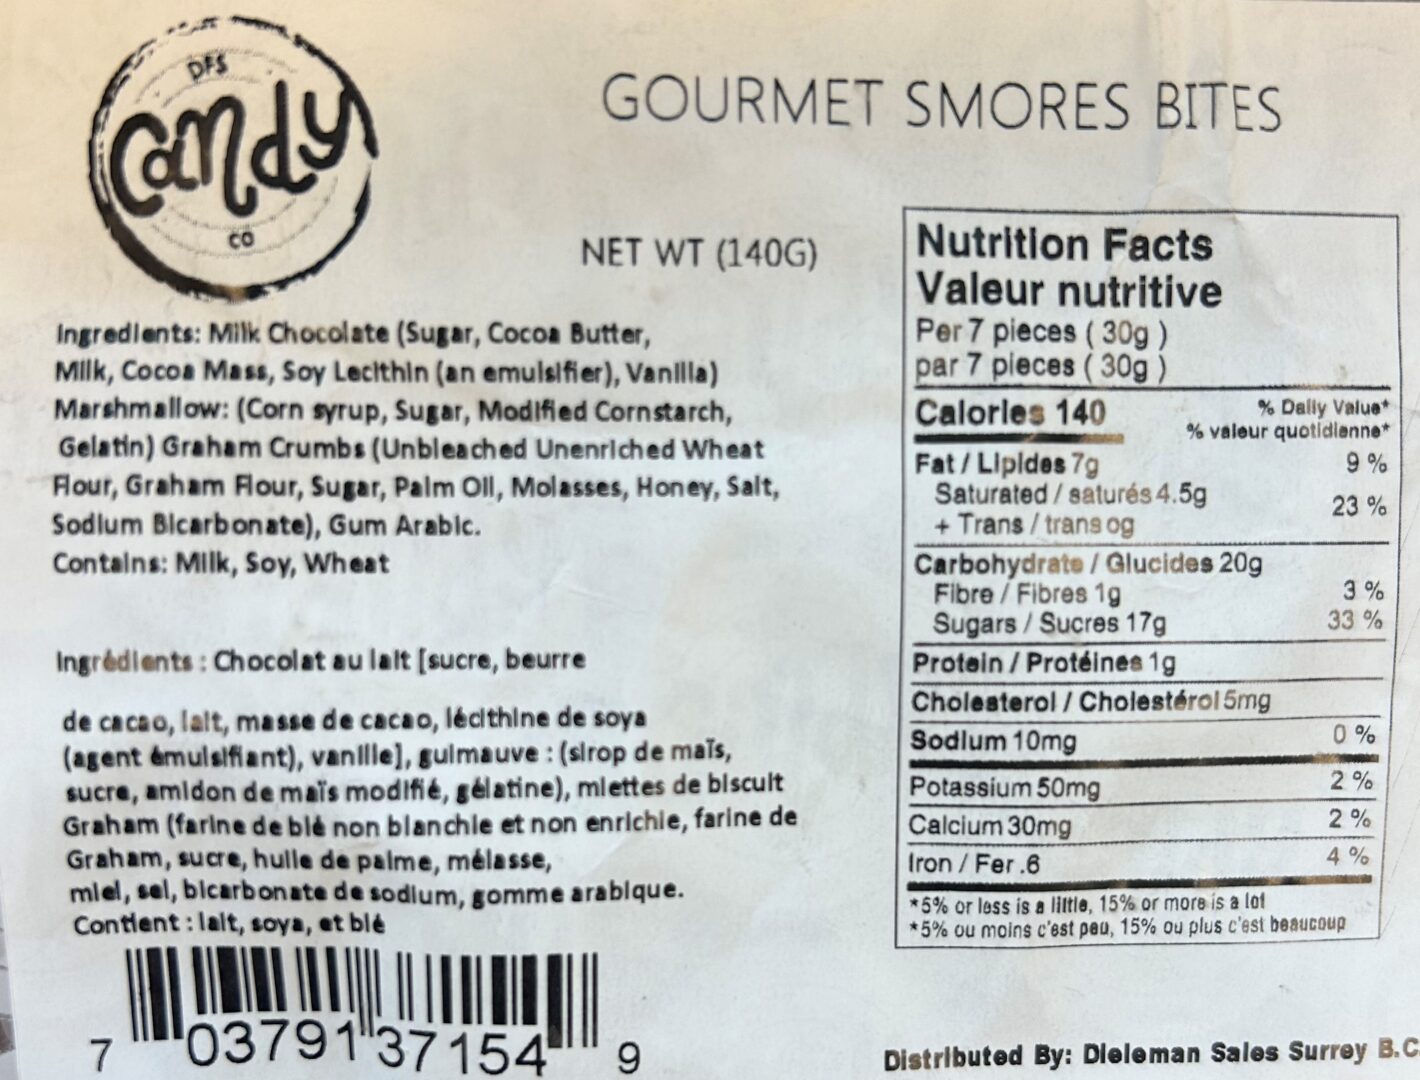 DFS
Candy
CO
GOURMET SMORES BITES
NET WT (140G)
Ingredients: Milk Chocolate (Sugar, Cocoa Butter,
Milk, Cocoa Mass, Soy Lecithin (an emulsifier), Vanilla)
Marshmallow: (Corn syrup, Sugar, Modified Cornstarch,
Gelatin) Graham Crumbs (Unbleached Unenriched Wheat
Flour, Graham Flour, Sugar, Palm Oil, Molasses, Honey, Salt,
Sodium Bicarbonate), Gum Arabic.
Contains: Milk, Soy, Wheat
Ingrédients : Chocolat au lait [sucre, beurre
de cacao, lait, masse de cacao, lécithine de soya
(agent émulsifiant), vanille], guimauve : (sirop de maïs,
sucre, amidon de maïs modifié, gélatine), miettes de biscuit
Graham (farine de blé non blanchie et non enrichie, farine de
Graham, sucre, huile de palme, mélasse,
miel, sel, bicarbonate de sodium, gomme arabique.
Contient : lait, soya, et blé
7 03791 37154 9
Nutrition Facts
Valeur nutritive
Per 7 pieces ( 30g )
par 7 pieces ( 30g )
Calories 140
% Daily Value*
% valeur quotidienne*
Fat / Lipides 7g 9 %
Saturated / saturés 4.5g 23 %
+ Trans / trans og
Carbohydrate / Glucides 20g
Fibre / Fibres 1g 3 %
Sugars / Sucres 17g 33 %
Protein / Protéines 1g
Cholesterol / Cholestérol 5mg
Sodium 10mg 0 %
Potassium 50mg 2 %
Calcium 30mg 2 %
Iron / Fer .6 4 %
*5% or less is a liltle, 15% or more is a lot
*5% ou moins c'est peu, 15% ou plus c'est beaucoup
Distributed By: Dieleman Sales Surrey B.C